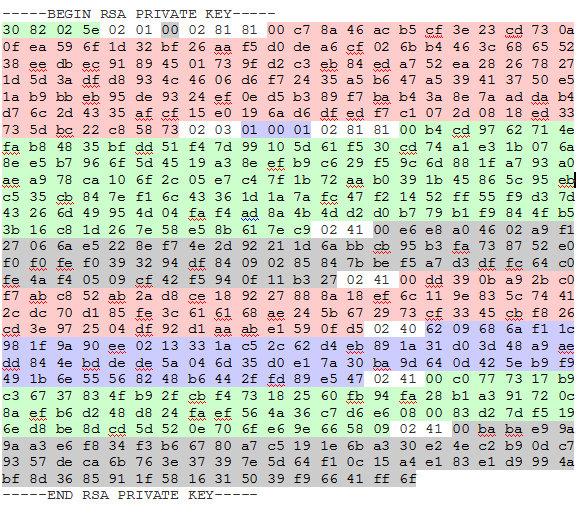 -----BEGIN RSA PRIVATE KEY-----
30 82 02 5e 02 01 00 02 81 81 00 c7 8a 46 ac b5 cf 3e 23 cd 73 0a
0f ea 59 6f 1d 32 bf 26 aa f5 d0 de a6 cf 02 6b b4 46 3c 68 65 52
38 ee db ec 91 89 45 01 73 9f d2 c3 eb 84 ed a7 52 ea 28 26 78 27
1d 5d 3a df d8 93 4c 46 06 d6 f7 24 35 a5 b6 47 a5 39 41 37 50 e5
1a b9 bb eb 95 de 93 24 ef 0e d5 b3 89 f7 ba b4 3a 8e 7a ad da b4
d7 6c 2d 43 35 af cf 15 e0 19 6a d6 df ed f7 c1 07 2d 08 18 ed 33
73 5d bc 22 c8 58 73 02 03 01 00 01 02 81 81 00 b4 cd 97 62 71 4e
fa b8 48 35 bf dd 51 f4 7d 99 10 5d 61 f5 30 cd 74 a1 e3 1b 07 6a
8e e5 b7 96 6f 5d 45 19 a3 8e ef b9 c6 29 f5 9c 6d 88 1f a7 93 a0
ae a9 78 ca 10 6f 2c 05 e7 c4 7f 1b 72 aa b0 39 1b 45 86 5c 95 eb
c5 35 cb 84 7e f1 6c 43 36 1d 1a 7a fc 47 f2 14 52 ff 55 f9 d3 7d
43 26 6d 49 95 4d 04 fa f4 ad 8a 4b 4d d2 d0 b7 79 b1 f9 84 4f b5
3b 16 c8 1d 26 7e 58 e5 8b 61 7e c9 02 41 00 e6 e8 a0 46 02 a9 f1
27 06 6a e5 22 8e f7 4e 2d 92 21 1d 6a bb cb 95 b3 fa 73 87 52 e0
f0 f0 fe f0 39 32 94 df 84 09 02 85 84 7b be f5 a7 d3 df fc 64 c0
fe 4a f4 05 09 cf 42 f5 94 0f 11 b3 27 02 41 00 dd 39 0b a9 2b c0
f7 ab c8 52 ab 2a d8 ce 18 92 27 88 8a 18 ef 6c 11 9e 83 5c 74 41
2c dc 70 d1 85 fe 3c 61 61 68 ae 24 5b 67 29 73 cf 33 45 cb f8 26
cd 3e 97 25 04 df 92 d1 aa ab e1 59 0f d5 02 40 62 09 68 6a f1 1c
98 1f 9a 90 ee 02 13 33 1a c5 2c 62 d4 eb 89 1a 31 d0 3d 48 a9 ae
dd 84 4e bd de de 5a 04 6d 35 d0 e1 7a 30 ba 9d 64 0d 42 5e b9 f9
49 1b 6e 55 56 82 48 b6 44 2f fd 89 e5 47 02 41 00 c0 77 73 17 b9
c3 67 37 83 4f b9 2f cb f4 73 18 25 60 fb 94 fa 28 b1 a3 91 72 0c
8a ef b6 d2 48 d8 24 fa ef 56 4a 36 c7 d6 e6 08 00 83 d2 7d f5 19
6e d9 be 8d cd 5d 52 0e 70 6f e6 9e 66 58 09 02 41 00 ba ba e9 9a
9a a3 e6 f8 34 f3 b6 67 80 a7 c5 19 1e 6b a3 30 e2 4e c2 b9 0d c7
93 57 de ca 6b 76 3e 37 39 7e 5d 64 f1 0c 15 a4 e1 83 e1 d9 99 4a
bf 8d 36 85 91 1f 58 16 31 50 39 f9 66 41 ff 6f
-----END RSA PRIVATE KEY-----